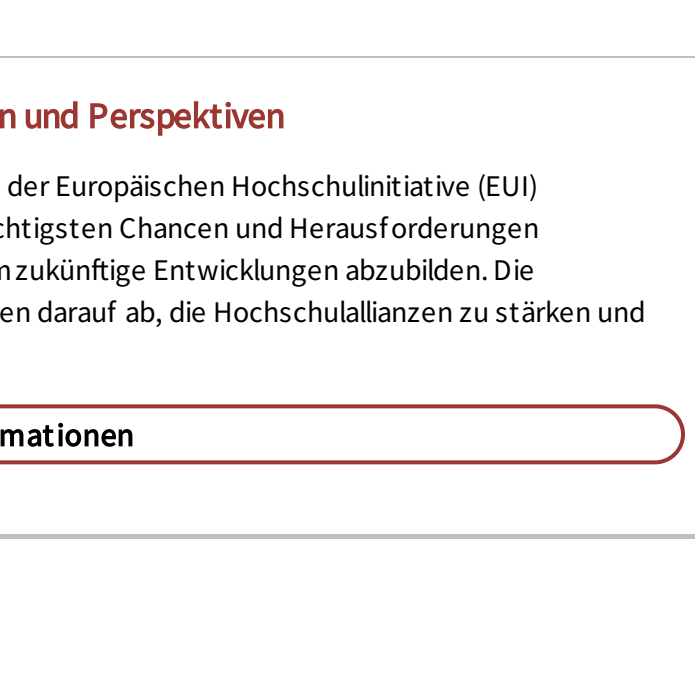 n und Perspektiven
der Europäischen Hochschulinitiative (EUI)
chtigsten Chancen und Herausforderungen
m zukünftige Entwicklungen abzubilden. Die
en darauf ab, die Hochschulallianzen zu stärken und
mationen